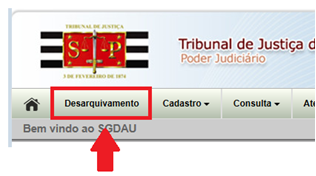 TRIBUNAL DE JUSTIÇA
S P
3 DE FEVEREIRO DE 1874
Tribunal de Justiça d
Poder Judiciário
Desarquivamento
Cadastro
Consulta
Ate
Bem vindo ao SGDAU